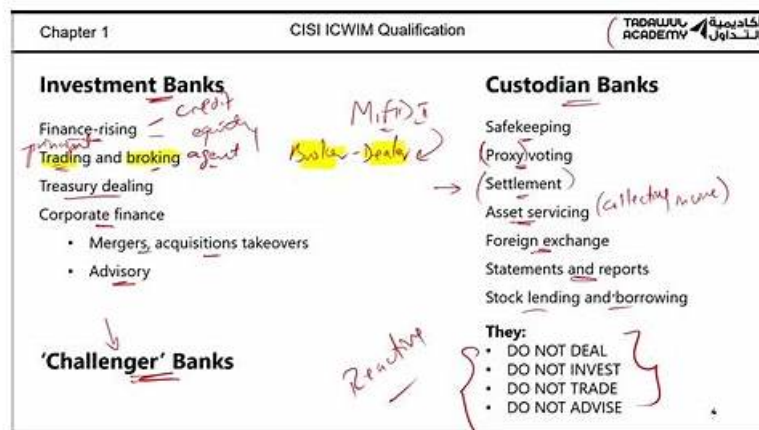 Chapter 1
CISI ICWIM Qualification
TADAWUL ACADEMY أكاديمية التداول
Investment Banks
credit
Finance-rising
equity
principal
Trading and broking
agent
Treasury dealing
Corporate finance
• Mergers, acquisitions takeovers
• Advisory
'Challenger' Banks
MiFID I
Broker - Dealer
Reactive
Custodian Banks
Safekeeping
(Proxy) voting
(Settlement)
Asset servicing (collecting income)
Foreign exchange
Statements and reports
Stock lending and borrowing
They:
• DO NOT DEAL
• DO NOT INVEST
• DO NOT TRADE
• DO NOT ADVISE